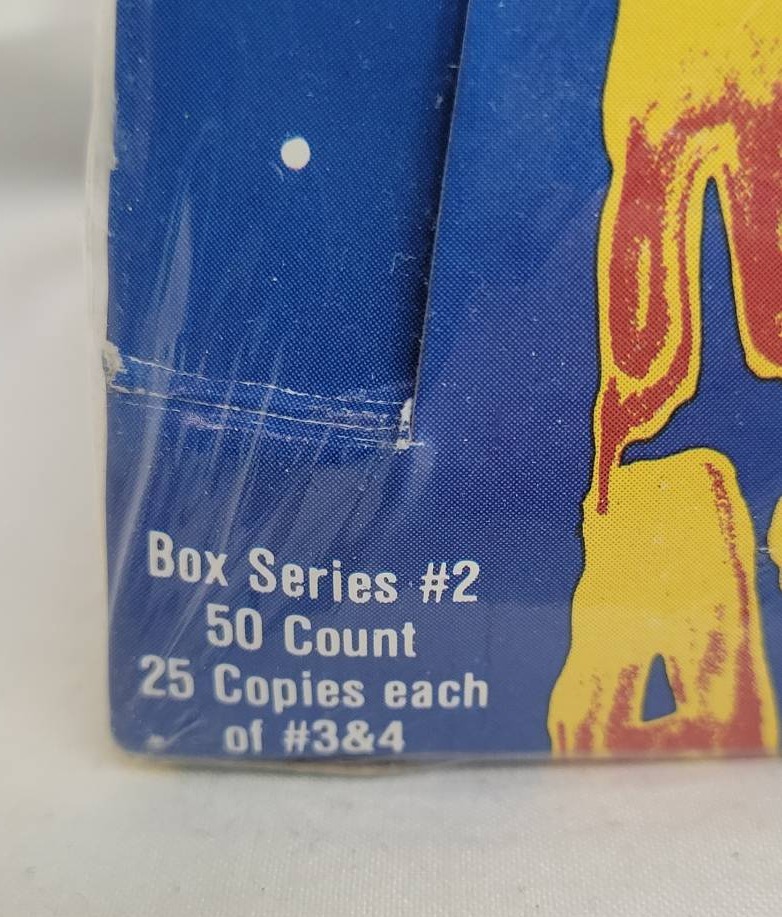 Box Series #2
50 Count
25 Copies each
of #3&4